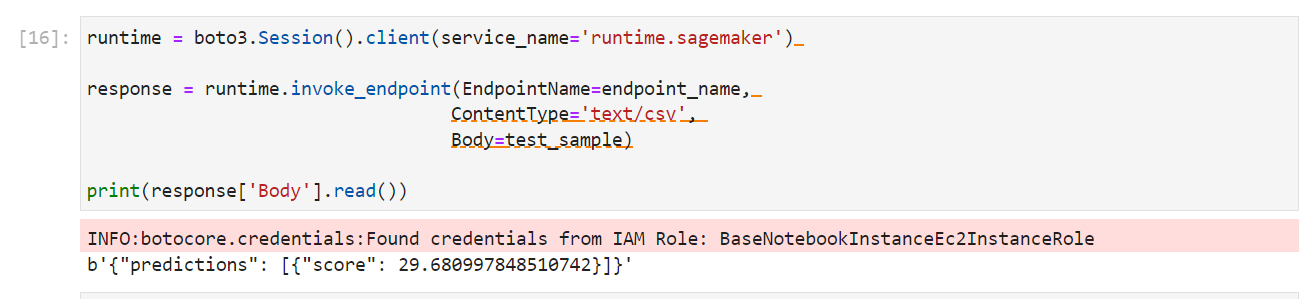 [16]:
runtime = boto3.Session().client(service_name='runtime.sagemaker')
response = runtime.invoke_endpoint(EndpointName=endpoint_name,
ContentType='text/csv',
Body=test_sample)
print(response['Body'].read())
INFO:botocore.credentials:Found credentials from IAM Role: BaseNotebookInstanceEc2InstanceRole
b'{"predictions": [{"score": 29.680997848510742}]}'